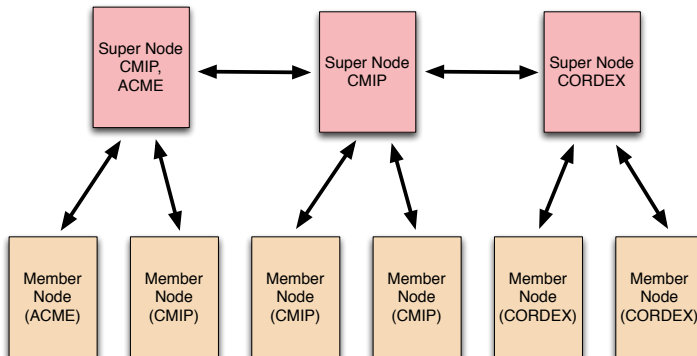 Super Node
CMIP,
ACME
Super Node
CMIP
Super Node
CORDEX
Member
Node
(ACME)
Member
Node
(CMIP)
Member
Node
(CMIP)
Member
Node
(CMIP)
Member
Node
(CORDEX)
Member
Node
(CORDEX)